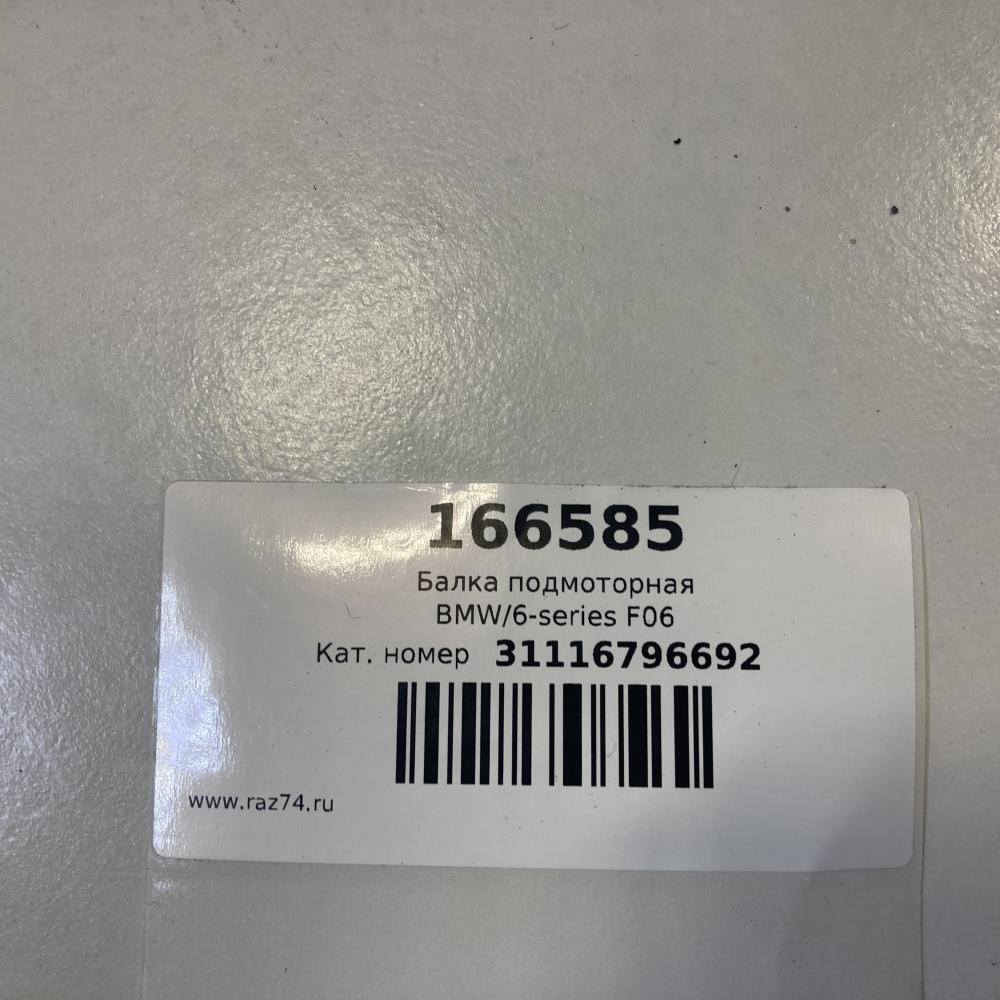 166585
Балка подмоторная
BMW/6-series F06
Кат. номер 31116796692
www.raz74.ru